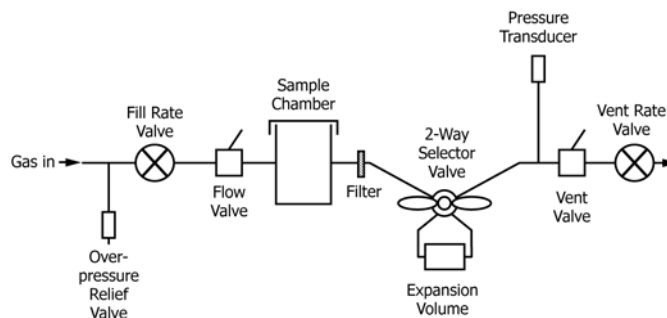 Pressure
Transducer
Sample
Chamber
Fill Rate
Valve
2-Way
Selector
Valve
Vent Rate
Valve
Gas in
Flow
Valve
Filter
Vent
Valve
Over-
pressure
Relief
Valve
Expansion
Volume